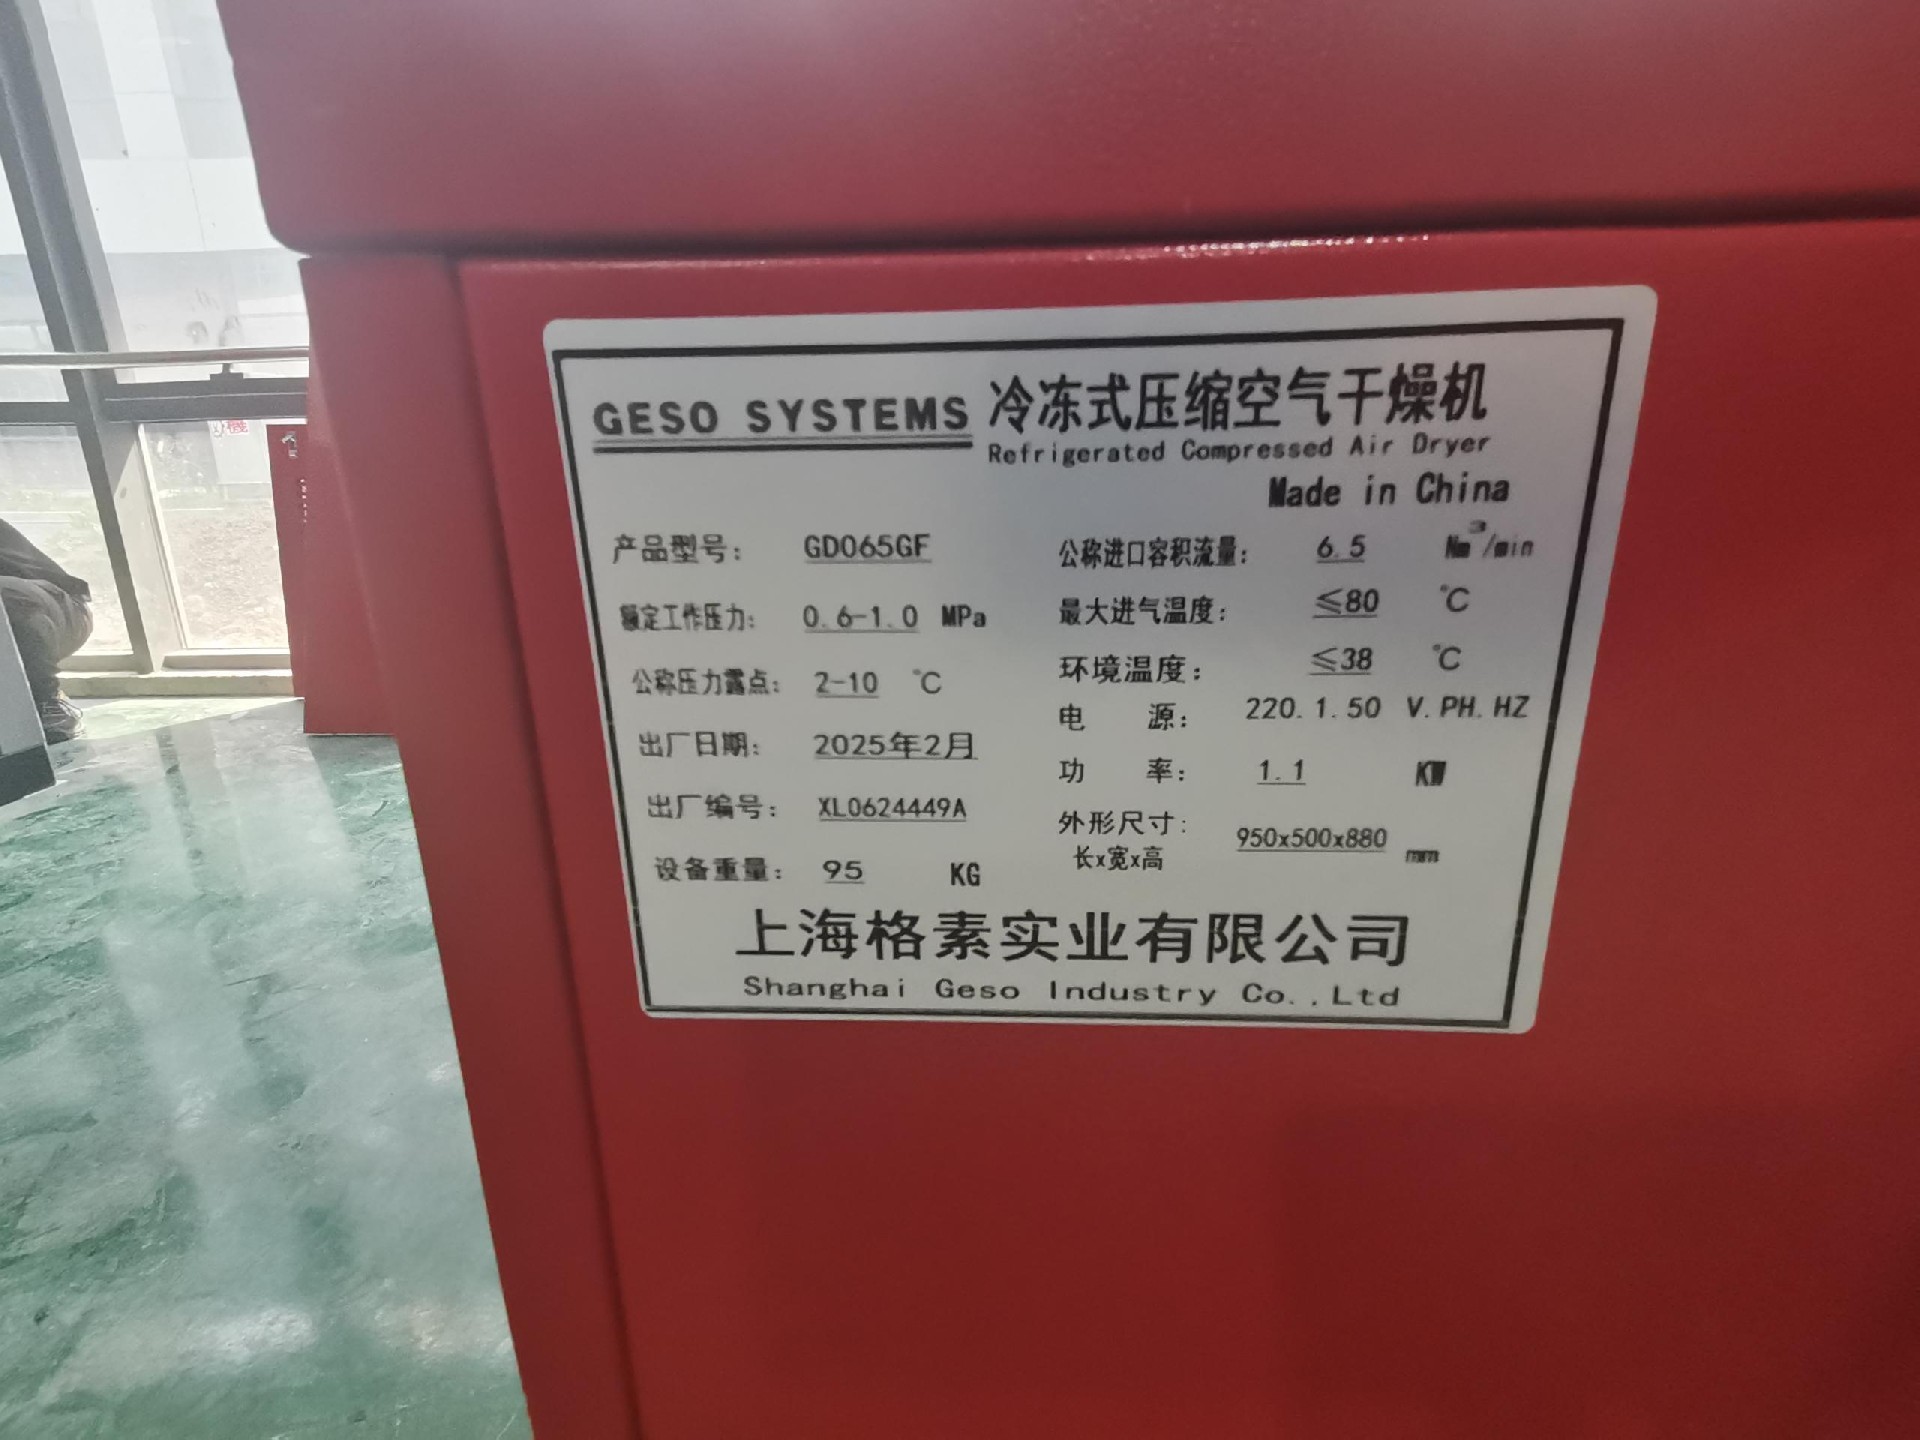 GESO SYSTEMS 冷冻式压缩空气干燥机
Refrigerated Compressed Air Dryer
Made in China
产品型号: GD065GF 公称进口容积流量: 6.5 Nm³/min
额定工作压力: 0.6-1.0 MPa 最大进气温度: ≤80 ℃
公称压力露点: 2-10 ℃ 环境温度: ≤38 ℃
出厂日期: 2025年2月 电 源: 220.1.50 V.PH.HZ
出厂编号: XL0624449A 功 率: 1.1 KW
设备重量: 95 KG 外形尺寸: 950x500x880 mm
长x宽x高
上海格素实业有限公司
Shanghai Geso Industry Co.,Ltd